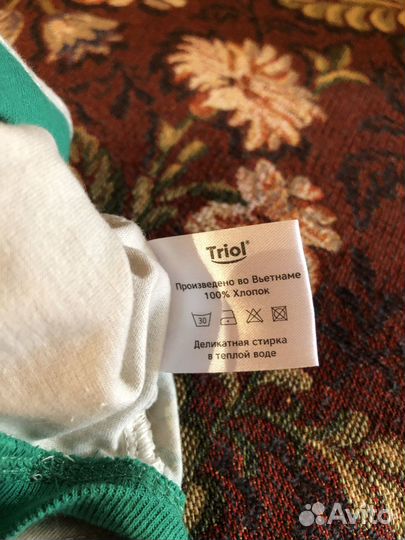 Triol®
Произведено во Вьетнаме
100% Хлопок
30
Деликатная стирка
в теплой воде
Avito